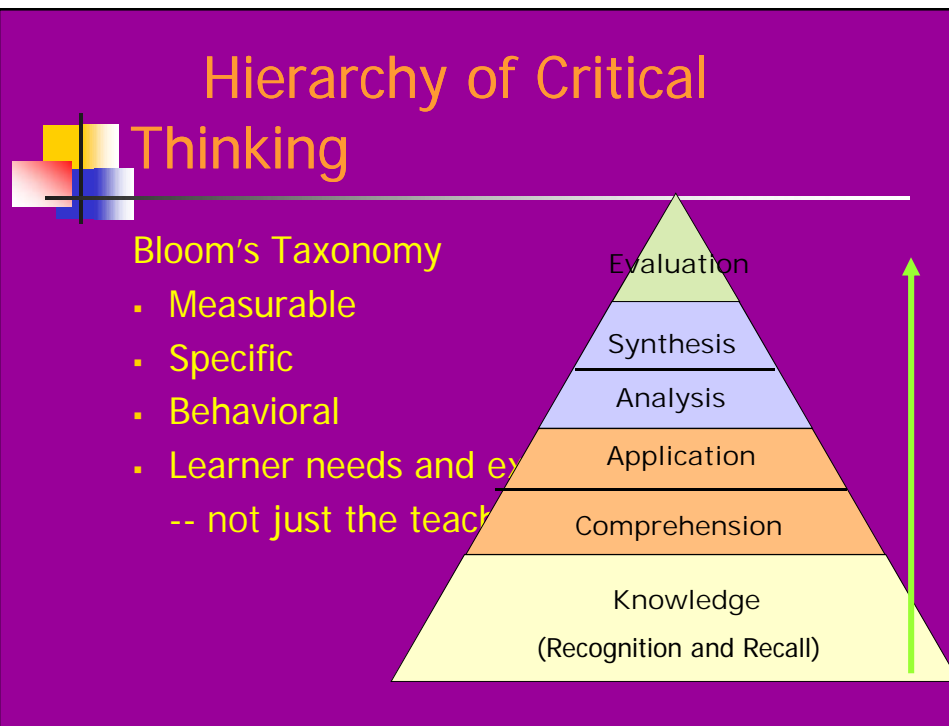 Hierarchy of Critical
Thinking
Bloom's Taxonomy
▪ Measurable
▪ Specific
▪ Behavioral
▪ Learner needs and
-- not just the
Evaluation
Synthesis
Analysis
Application
Comprehension
Knowledge
(Recognition and Recall)